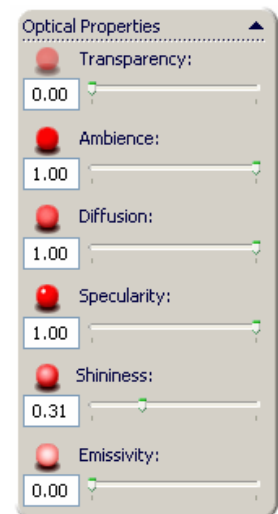 Optical Properties
Transparency:
0.00
Ambience:
1.00
Diffusion:
1.00
Specularity:
1.00
Shininess:
0.31
Emissivity:
0.00